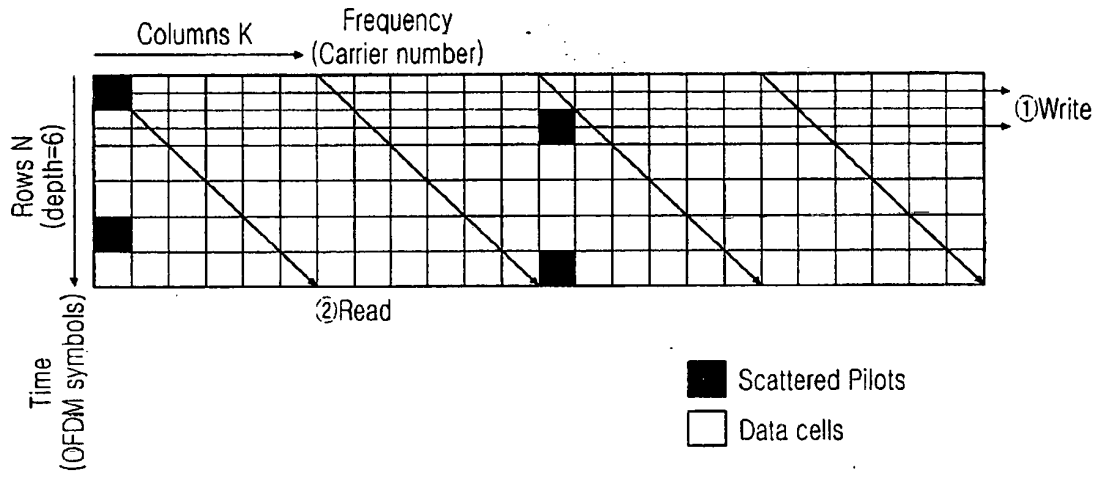 Columns K
Frequency
(Carrier number)
①Write
Rows N
(depth=6)
②Read
Time
(OFDM symbols)
Scattered Pilots
Data cells